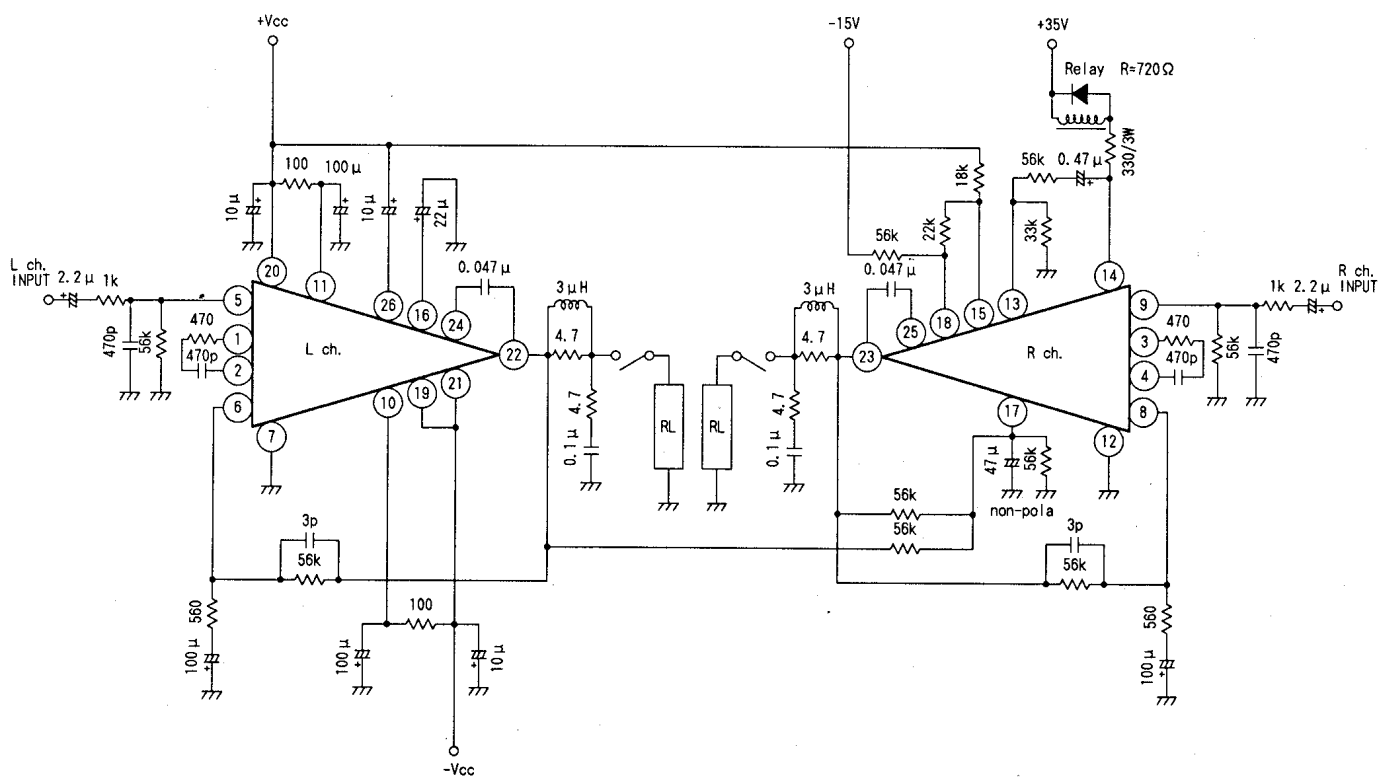 +Vcc
-15V
+35V
Relay R=720Ω
330/3W
100
100μ
10μ
10μ
22μ
18k
56k
0.47μ
22k
33k
56k
0.047μ
0.047μ
L ch.
INPUT
2.2μ
1k
R ch.
INPUT
1k
2.2μ
20
11
26
16
24
22
5
1
2
6
7
10
19
21
L ch.
470
470p
470p
56k
3μH
4.7
4.7
0.1μ
RL
RL
3μH
4.7
4.7
0.1μ
23
25
18
15
13
14
9
3
4
8
12
17
R ch.
470
470p
56k
470p
47μ
56k
non-pola
56k
56k
3p
56k
3p
56k
560
100μ
100
100μ
10μ
560
100μ
-Vcc